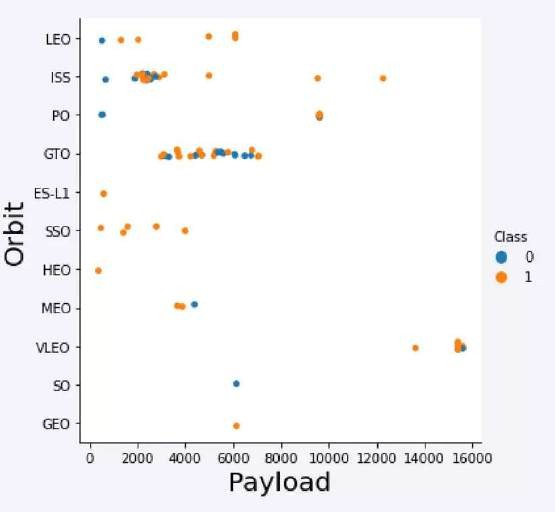 LEO
ISS
PO
GTO
ES-L1
SSO
HEO
MEO
VLEO
SO
GEO
Orbit
0 2000 4000 6000 8000 10000 12000 14000 16000
Payload
Class
0
1